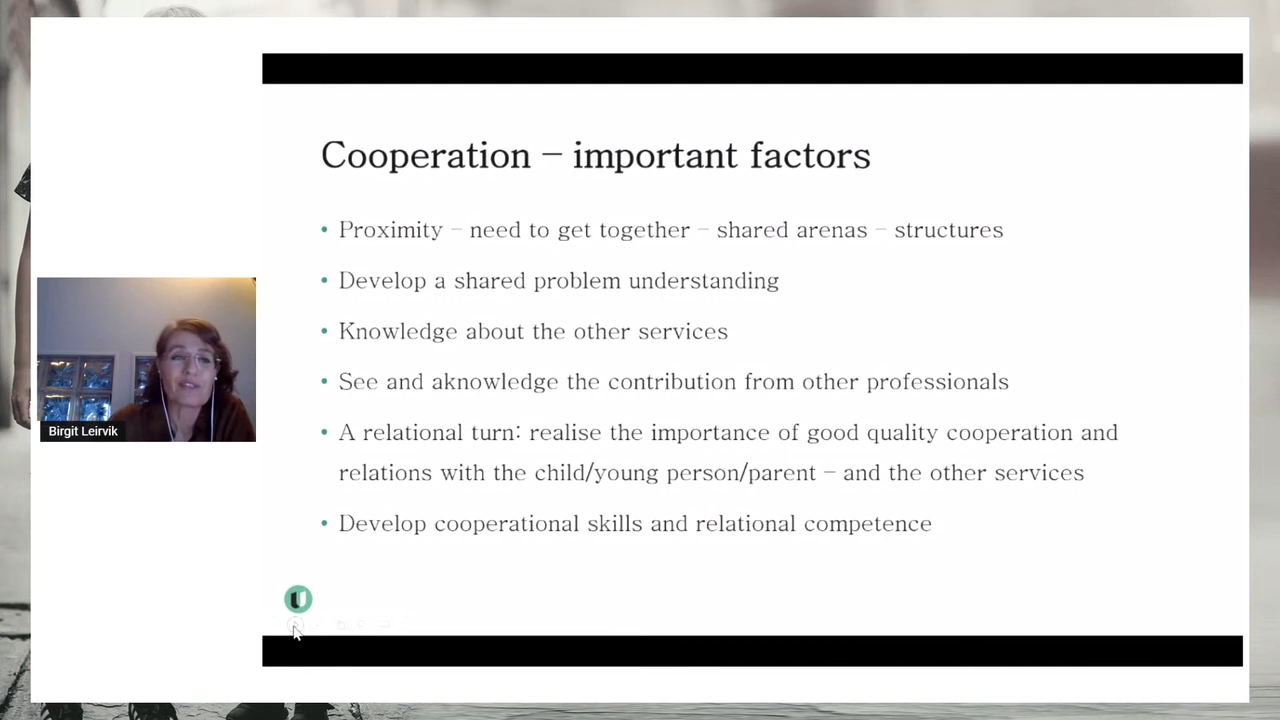 Cooperation – important factors
• Proximity – need to get together – shared arenas – structures
• Develop a shared problem understanding
• Knowledge about the other services
• See and aknowledge the contribution from other professionals
• A relational turn: realise the importance of good quality cooperation and
relations with the child/young person/parent – and the other services
• Develop cooperational skills and relational competence
Birgit Leirvik